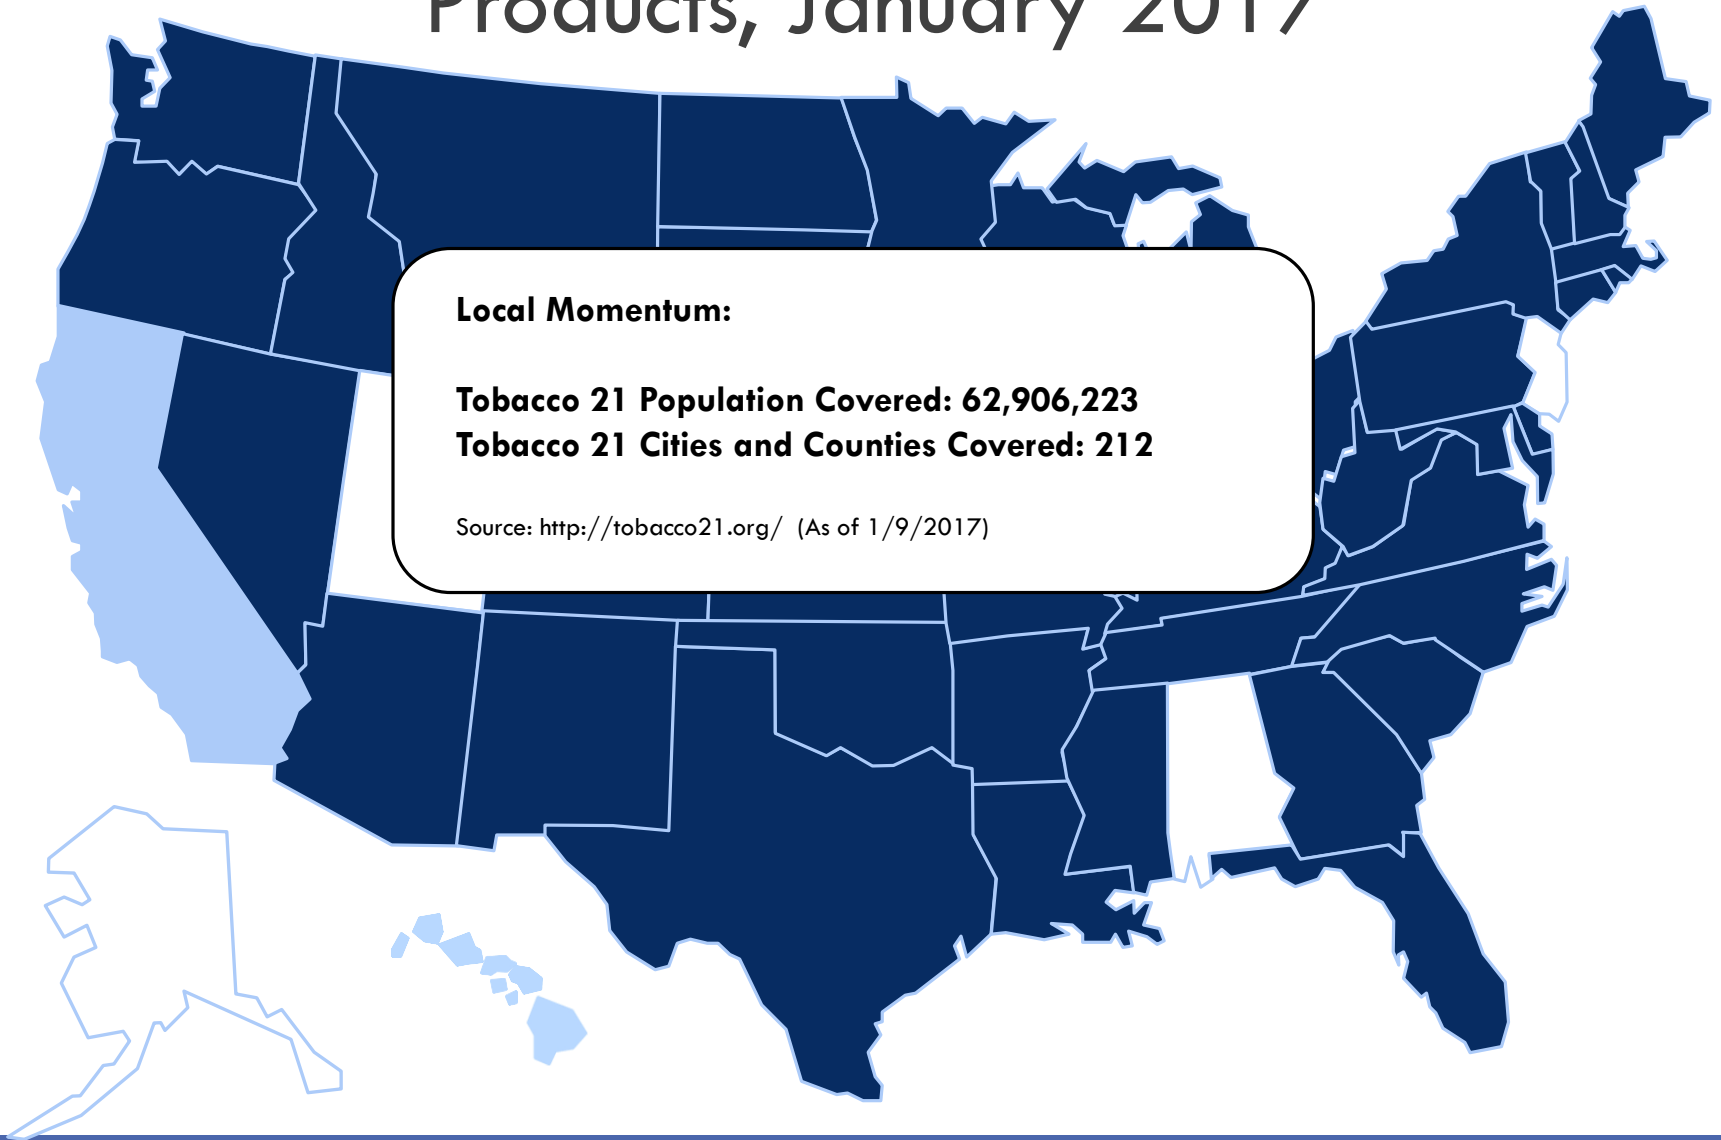 Products, January 2017
Local Momentum:
Tobacco 21 Population Covered: 62,906,223
Tobacco 21 Cities and Counties Covered: 212
Source: http://tobacco21.org/ (As of 1/9/2017)